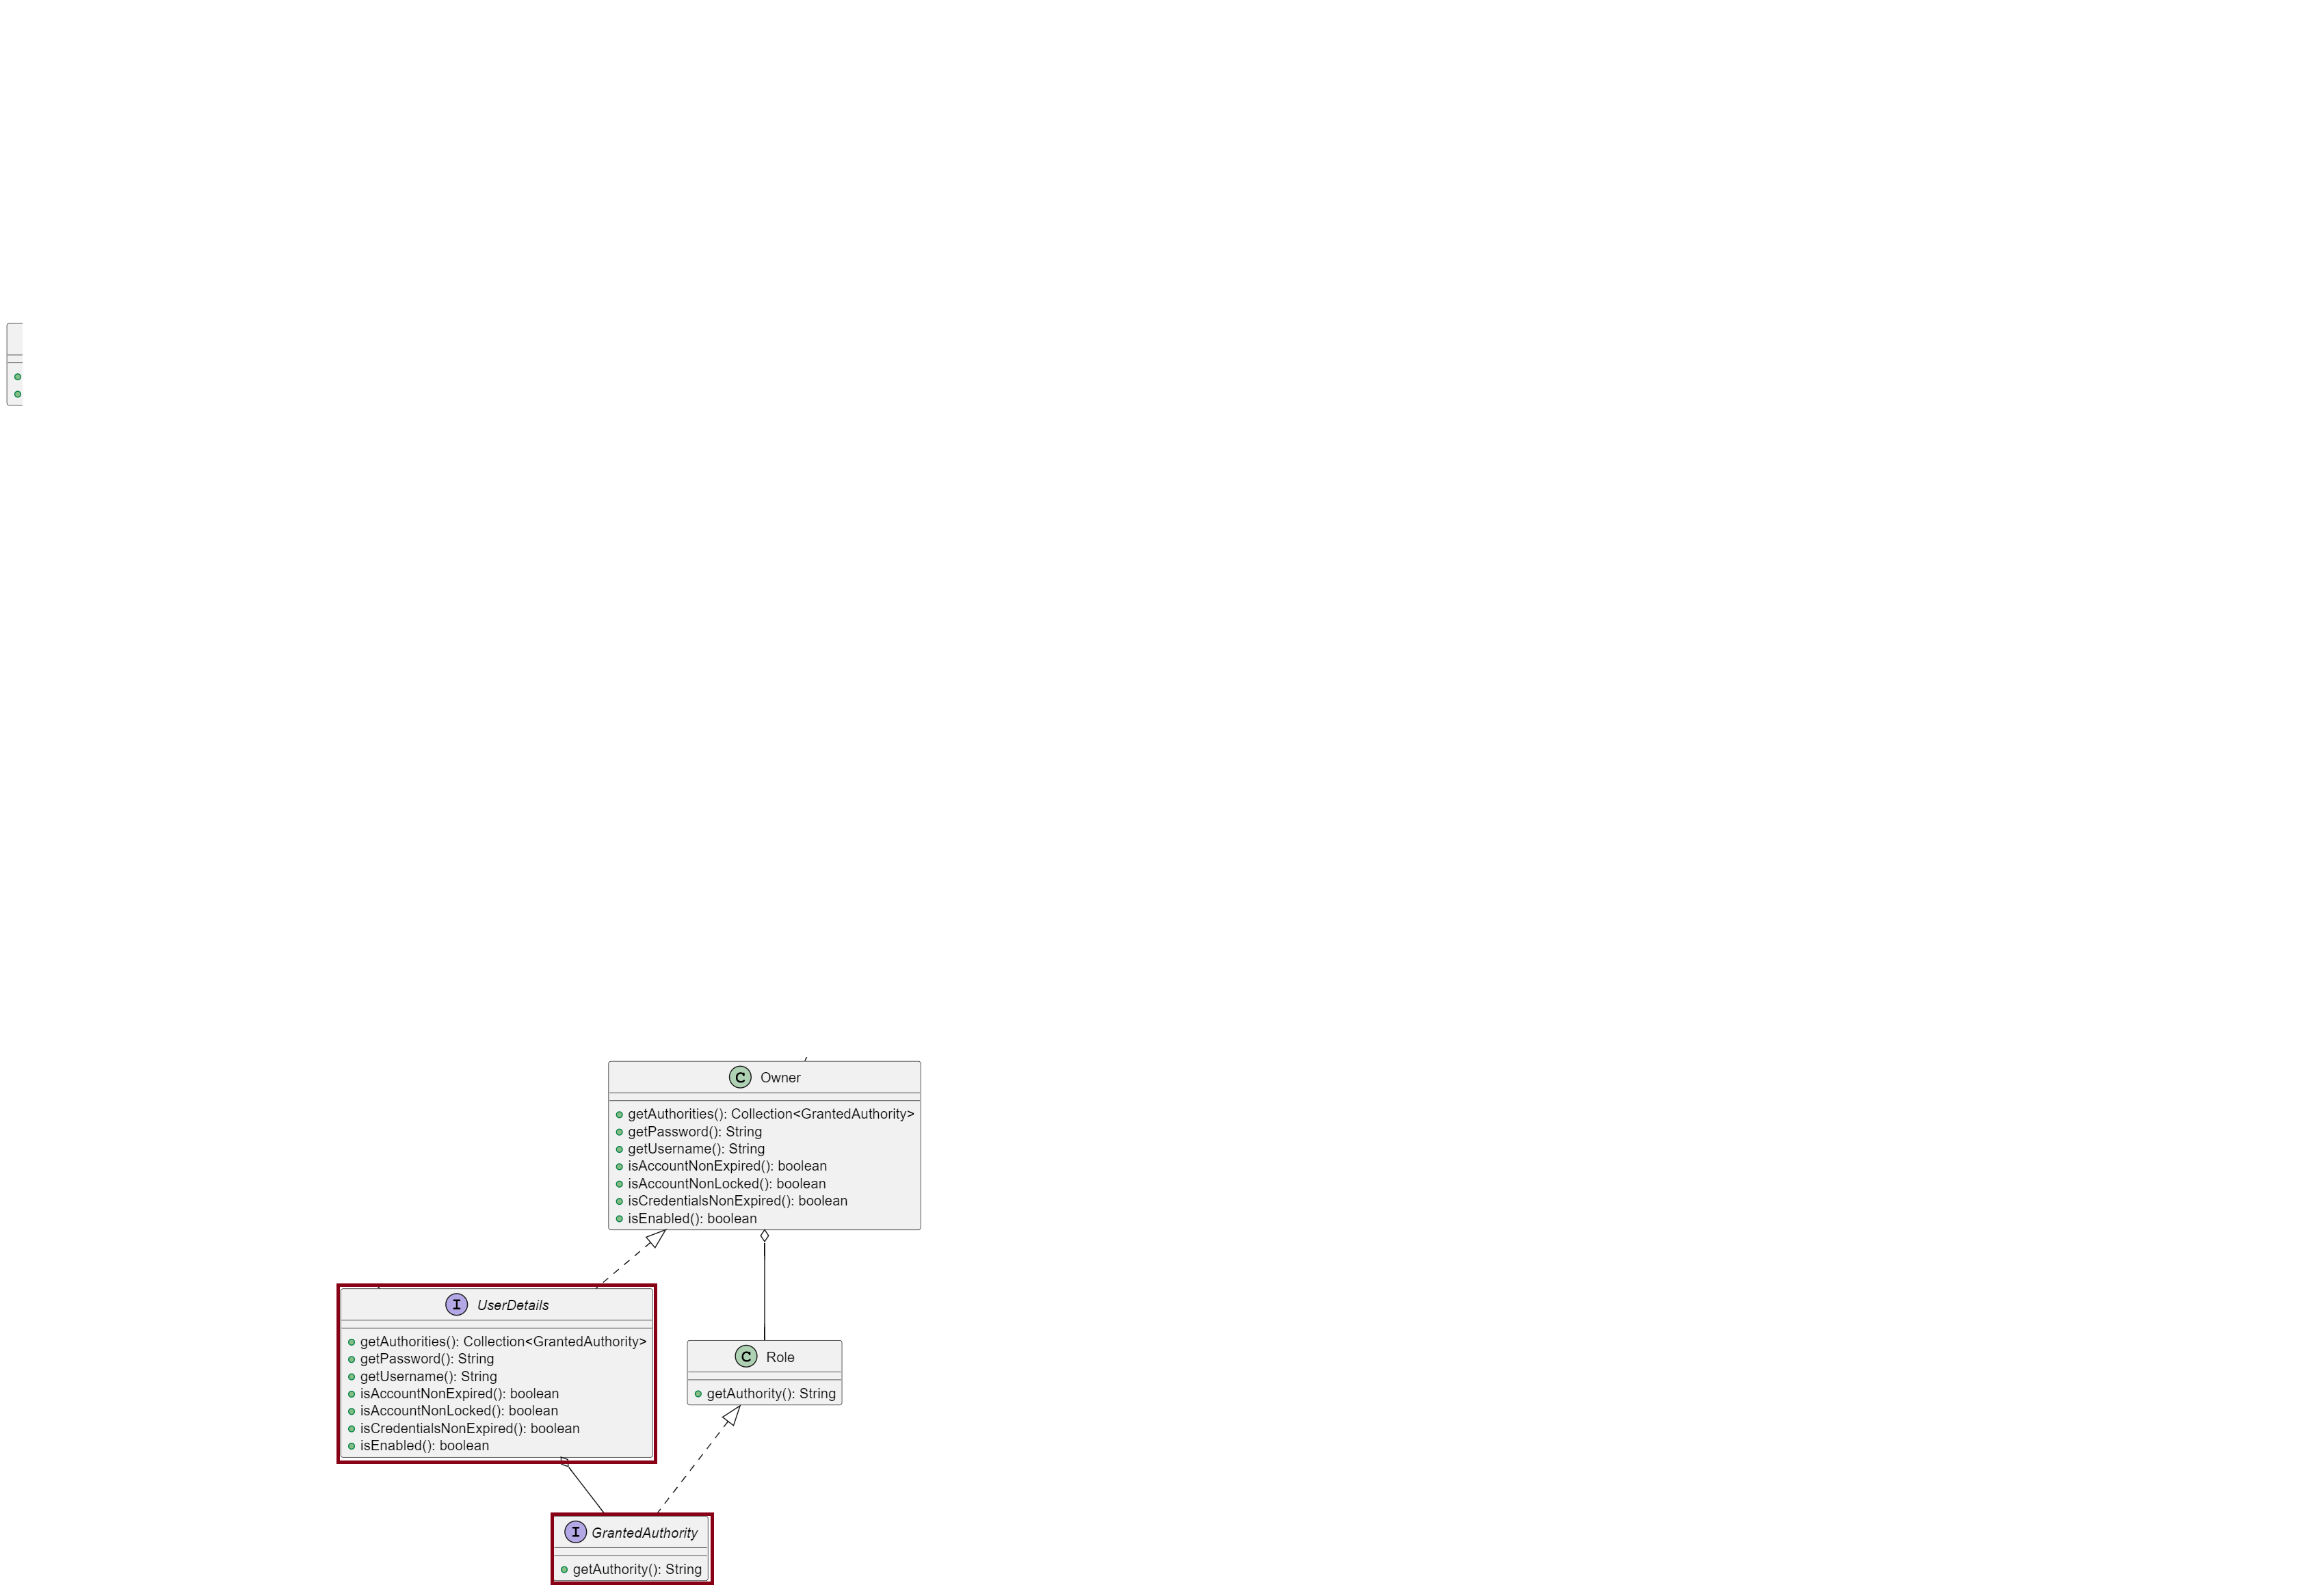 C Owner
getAuthorities(): Collection<GrantedAuthority>
getPassword(): String
getUsername(): String
isAccountNonExpired(): boolean
isAccountNonLocked(): boolean
isCredentialsNonExpired(): boolean
isEnabled(): boolean
I UserDetails
getAuthorities(): Collection<GrantedAuthority>
getPassword(): String
getUsername(): String
isAccountNonExpired(): boolean
isAccountNonLocked(): boolean
isCredentialsNonExpired(): boolean
isEnabled(): boolean
C Role
getAuthority(): String
I GrantedAuthority
getAuthority(): String